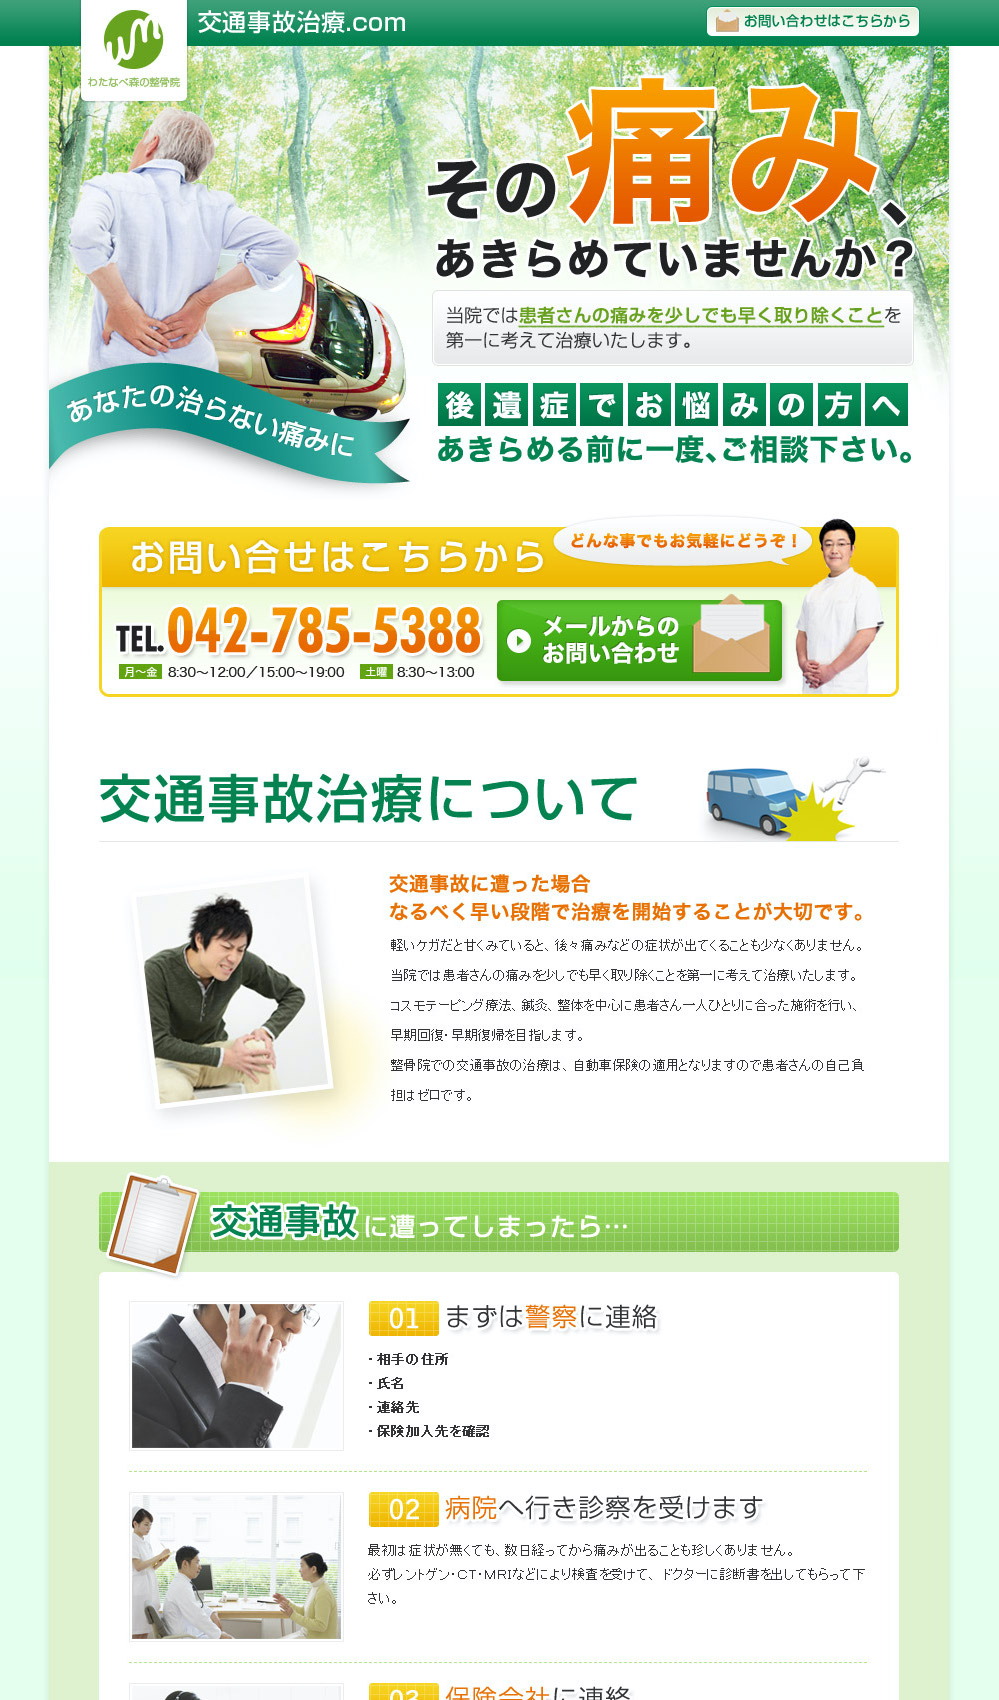 交通事故治療.com
お問い合わせはこちらから
わたなべ森の整骨院
その痛み、
あきらめていませんか？
当院では患者さんの痛みを少しでも早く取り除くことを
第一に考えて治療いたします。
あなたの治らない痛みに
後遺症でお悩みの方へ
あきらめる前に一度、ご相談下さい。
お問い合せはこちらから
どんな事でもお気軽にどうぞ！
TEL.042-785-5388
月〜金 8:30〜12:00／15:00〜19:00 土曜 8:30〜13:00
メールからの
お問い合わせ
交通事故治療について
交通事故に遭った場合
なるべく早い段階で治療を開始することが大切です。
軽いケガだと甘くみていると、後々痛みなどの症状が出てくることも少なくありません。
当院では患者さんの痛みを少しでも早く取り除くことを第一に考えて治療いたします。
コスモテーピング療法、鍼灸、整体を中心に患者さん一人ひとりに合った施術を行い、
早期回復・早期復帰を目指します。
整骨院での交通事故の治療は、自動車保険の適用となりますので患者さんの自己負
担はゼロです。
交通事故に遭ってしまったら…
01 まずは警察に連絡
・相手の住所
・氏名
・連絡先
・保険加入先を確認
02 病院へ行き診察を受けます
最初は症状が無くても、数日経ってから痛みが出ることも珍しくありません。
必ずレントゲン・CT・MRIなどにより検査を受けて、ドクターに診断書を出してもらって下
さい。
03 保険会社に連絡